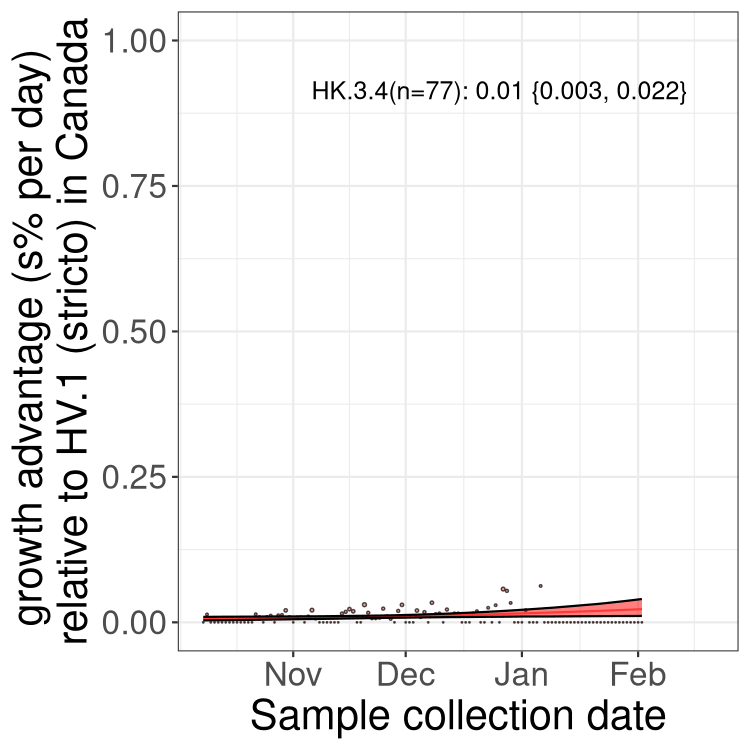 growth advantage (s% per day)
relative to HV.1 (stricto) in Canada
1.00
0.75
0.50
0.25
0.00
HK.3.4(n=77): 0.01 {0.003, 0.022}
Nov Dec Jan Feb
Sample collection date